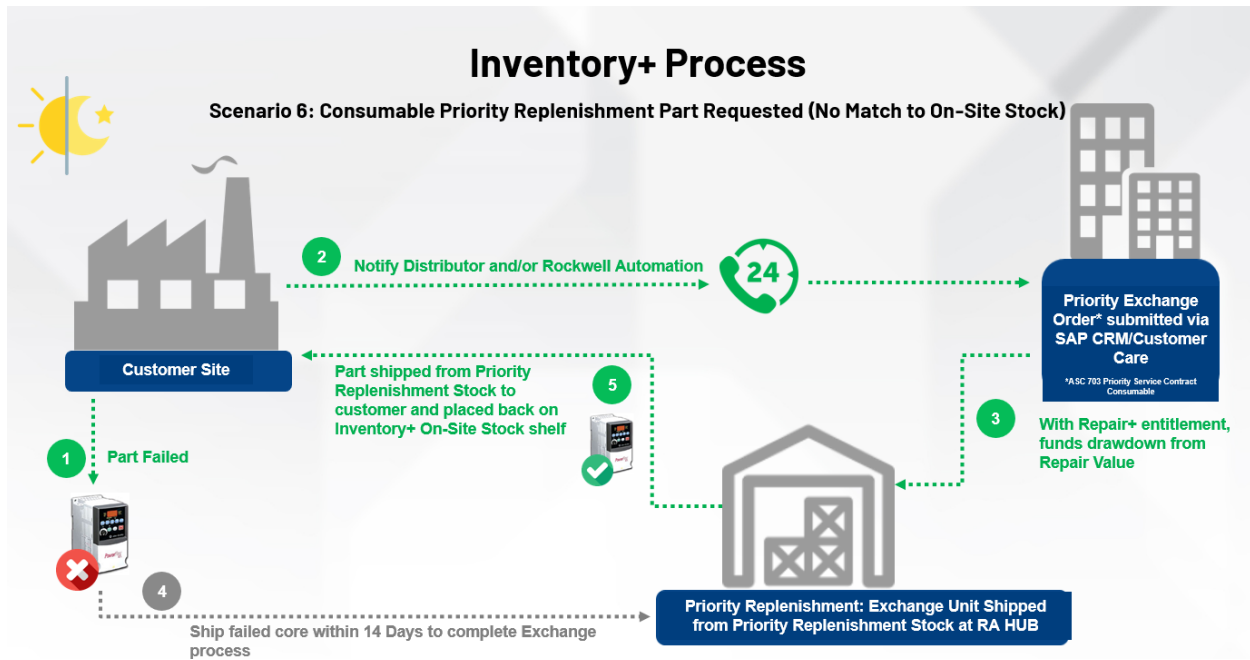 Inventory+ Process
Scenario 6: Consumable Priority Replenishment Part Requested (No Match to On-Site Stock)
2
Notify Distributor and/or Rockwell Automation
24
Priority Exchange
Order* submitted via
SAP CRM/Customer
Care
*ASC 703 Priority Service Contract
Consumable
Customer Site
Part shipped from Priority
Replenishment Stock to
customer and placed back on
Inventory+ On-Site Stock shelf
5
3
With Repair+ entitlement,
funds drawdown from
Repair Value
1
Part Failed
4
Ship failed core within 14 Days to complete Exchange
process
Priority Replenishment: Exchange Unit Shipped
from Priority Replenishment Stock at RA HUB